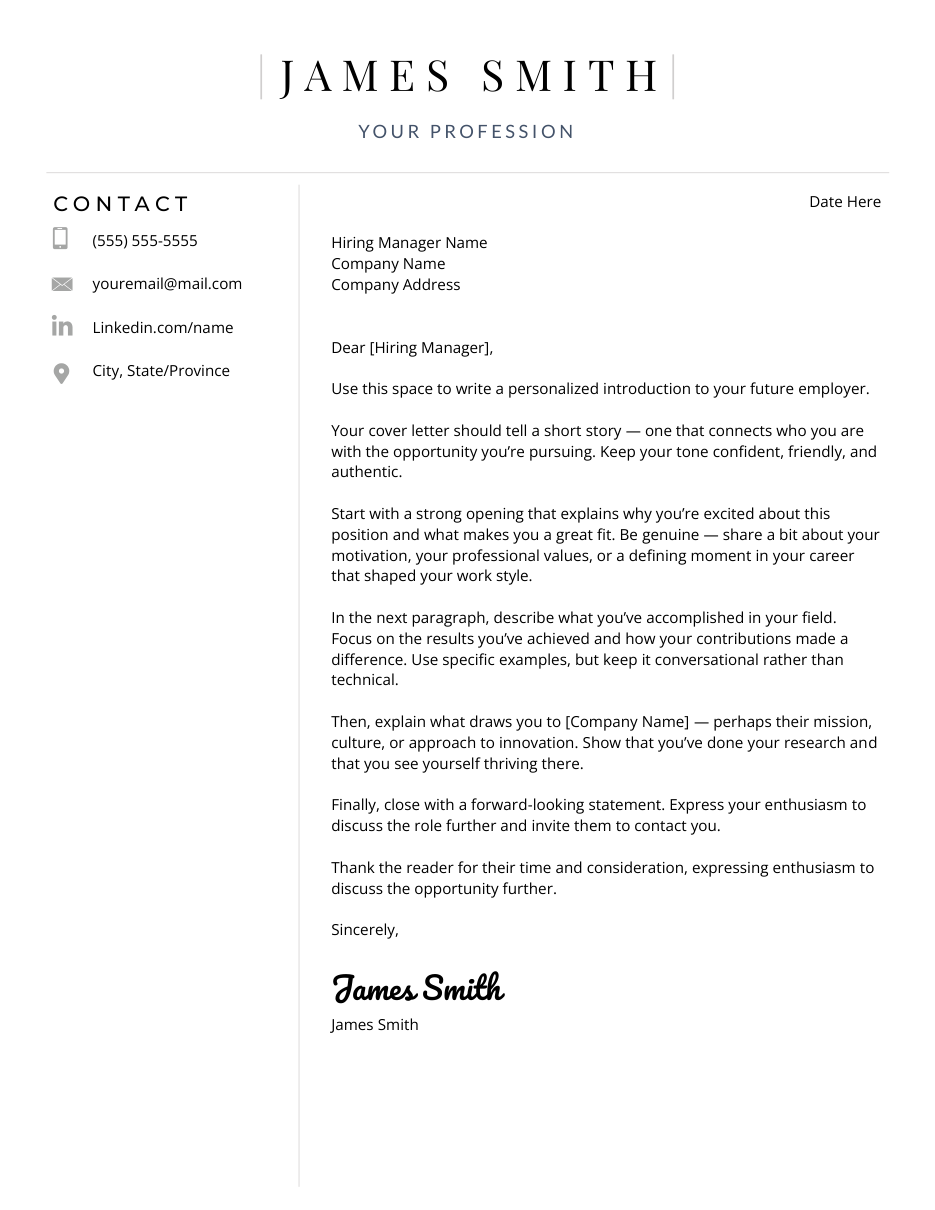 JAMES SMITH
YOUR PROFESSION
CONTACT
(555) 555-5555
youremail@mail.com
Linkedin.com/name
City, State/Province
Date Here
Hiring Manager Name
Company Name
Company Address
Dear [Hiring Manager],
Use this space to write a personalized introduction to your future employer.
Your cover letter should tell a short story — one that connects who you are
with the opportunity you’re pursuing. Keep your tone confident, friendly, and
authentic.
Start with a strong opening that explains why you’re excited about this
position and what makes you a great fit. Be genuine — share a bit about your
motivation, your professional values, or a defining moment in your career
that shaped your work style.
In the next paragraph, describe what you’ve accomplished in your field.
Focus on the results you’ve achieved and how your contributions made a
difference. Use specific examples, but keep it conversational rather than
technical.
Then, explain what draws you to [Company Name] — perhaps their mission,
culture, or approach to innovation. Show that you’ve done your research and
that you see yourself thriving there.
Finally, close with a forward-looking statement. Express your enthusiasm to
discuss the role further and invite them to contact you.
Thank the reader for their time and consideration, expressing enthusiasm to
discuss the opportunity further.
Sincerely,
James Smith
James Smith